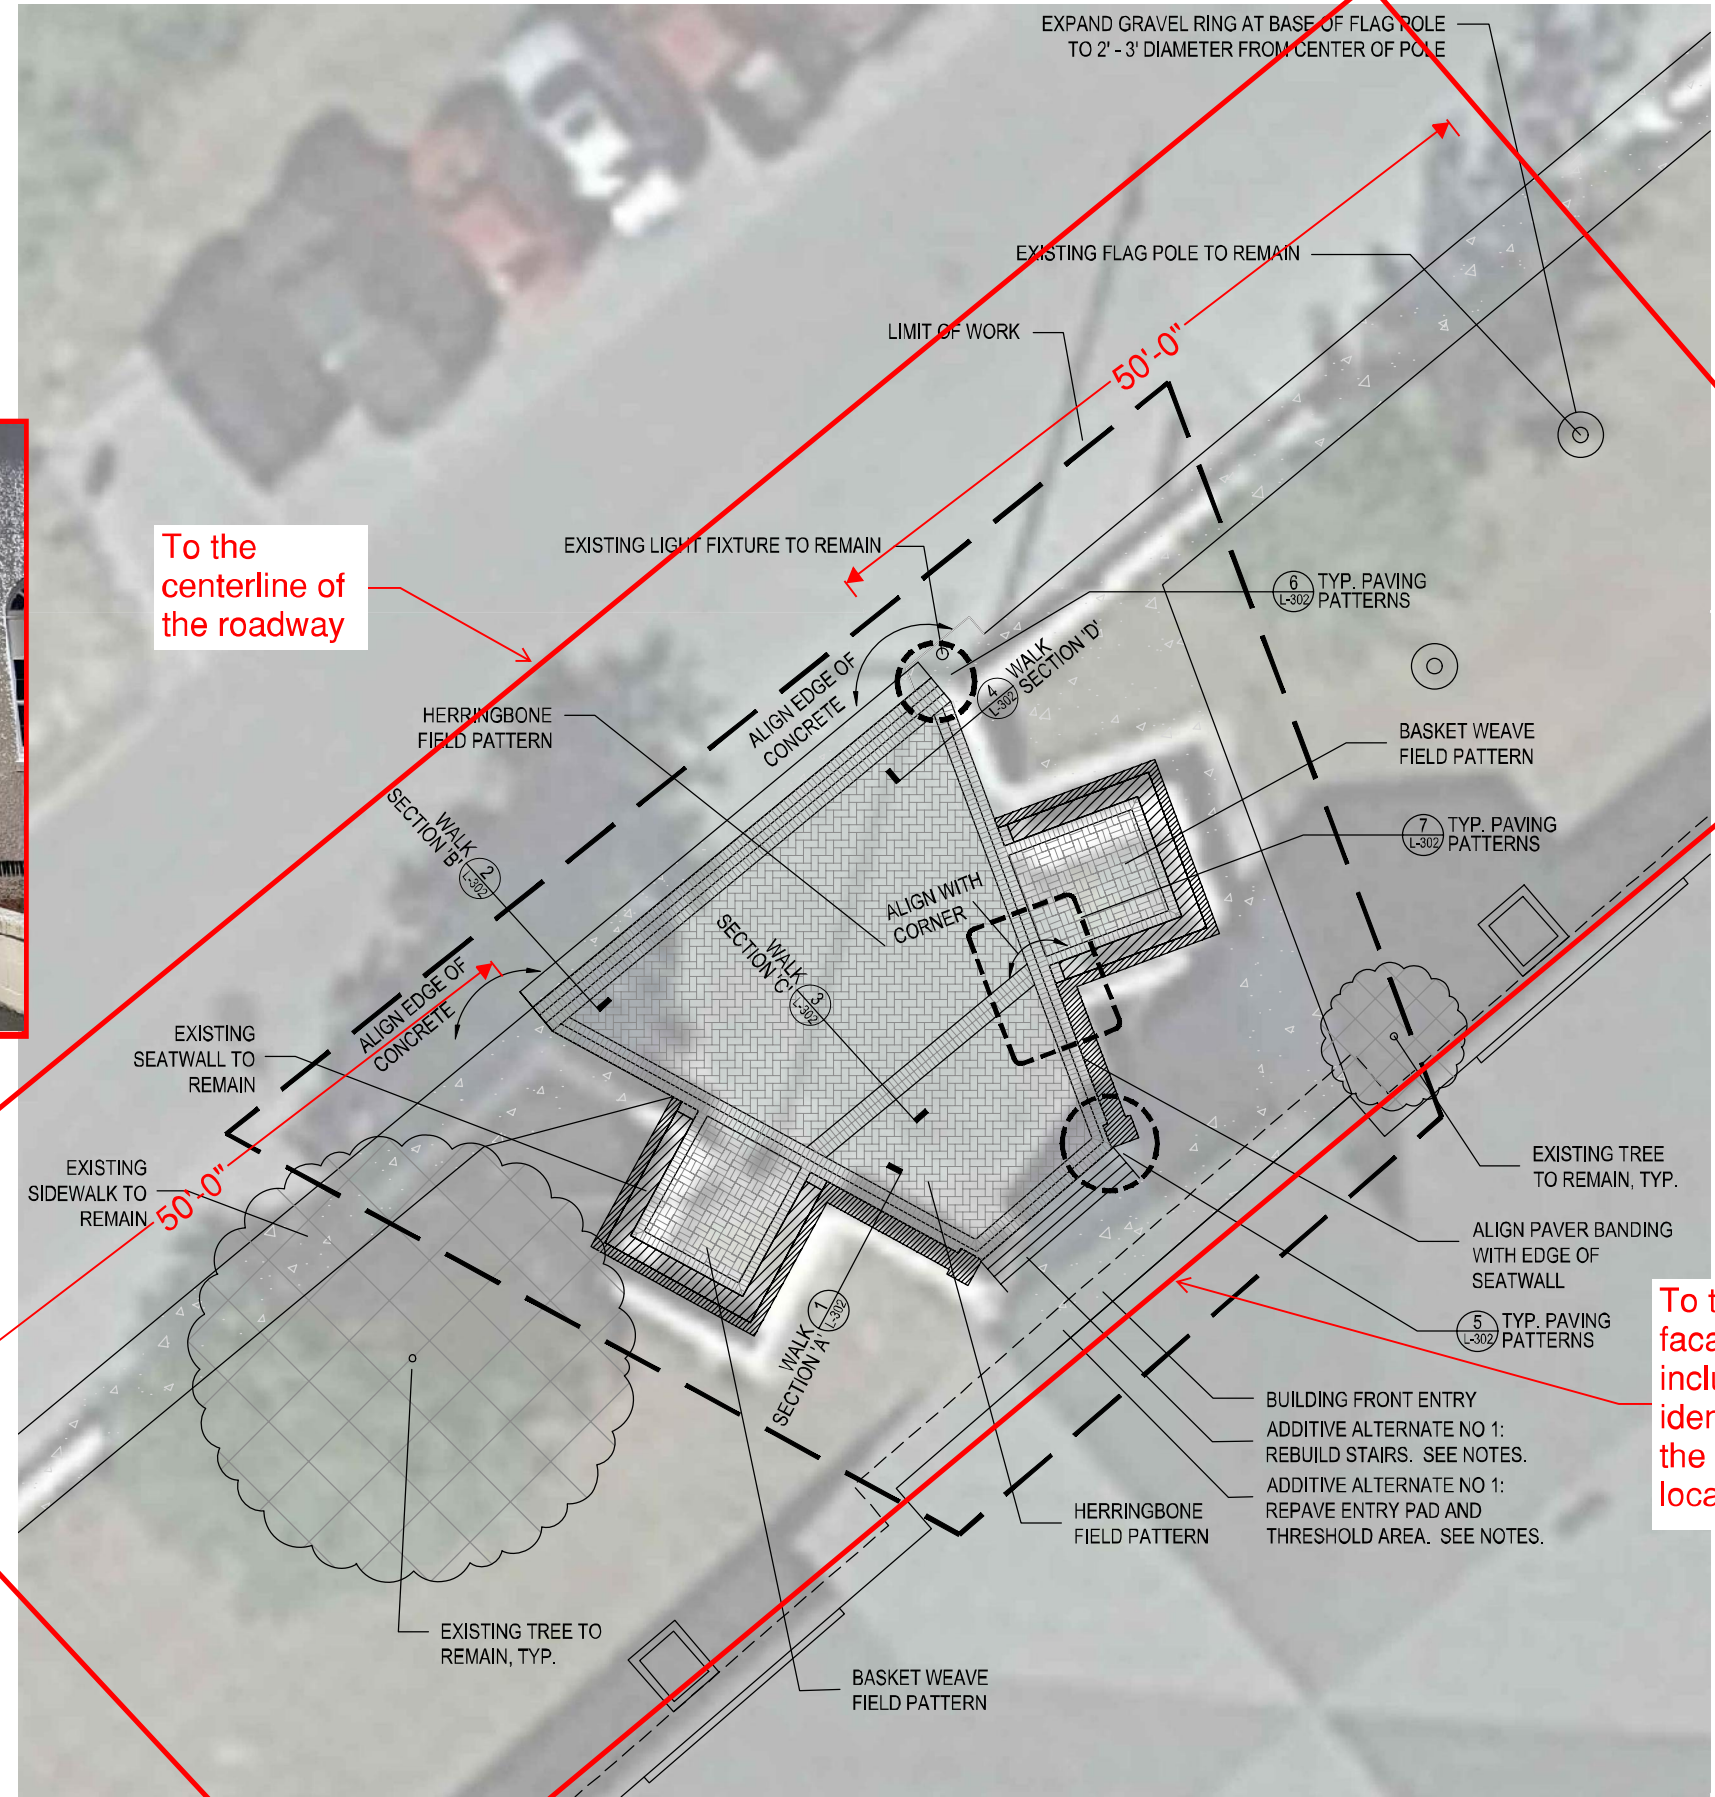 EXPAND GRAVEL RING AT BASE OF FLAG POLE
TO 2' - 3' DIAMETER FROM CENTER OF POLE
EXISTING FLAG POLE TO REMAIN
LIMIT OF WORK
50'-0"
To the
centerline of
the roadway
EXISTING LIGHT FIXTURE TO REMAIN
6
L-302
TYP. PAVING
PATTERNS
ALIGN EDGE OF
CONCRETE
4
L-302
WALK
SECTION 'D'
HERRINGBONE
FIELD PATTERN
BASKET WEAVE
FIELD PATTERN
WALK
SECTION 'B'
2
L-302
7
L-302
TYP. PAVING
PATTERNS
ALIGN WITH
CORNER
WALK
SECTION 'C'
3
L-302
ALIGN EDGE OF
CONCRETE
EXISTING
SEATWALL TO
REMAIN
EXISTING
SIDEWALK TO
REMAIN
50'-0"
EXISTING TREE
TO REMAIN, TYP.
ALIGN PAVER BANDING
WITH EDGE OF
SEATWALL
5
L-302
TYP. PAVING
PATTERNS
WALK
SECTION 'A'
1
L-302
To t
faca
inclu
iden
the
loca
BUILDING FRONT ENTRY
ADDITIVE ALTERNATE NO 1:
REBUILD STAIRS. SEE NOTES.
ADDITIVE ALTERNATE NO 1:
REPAVE ENTRY PAD AND
THRESHOLD AREA. SEE NOTES.
HERRINGBONE
FIELD PATTERN
EXISTING TREE TO
REMAIN, TYP.
BASKET WEAVE
FIELD PATTERN